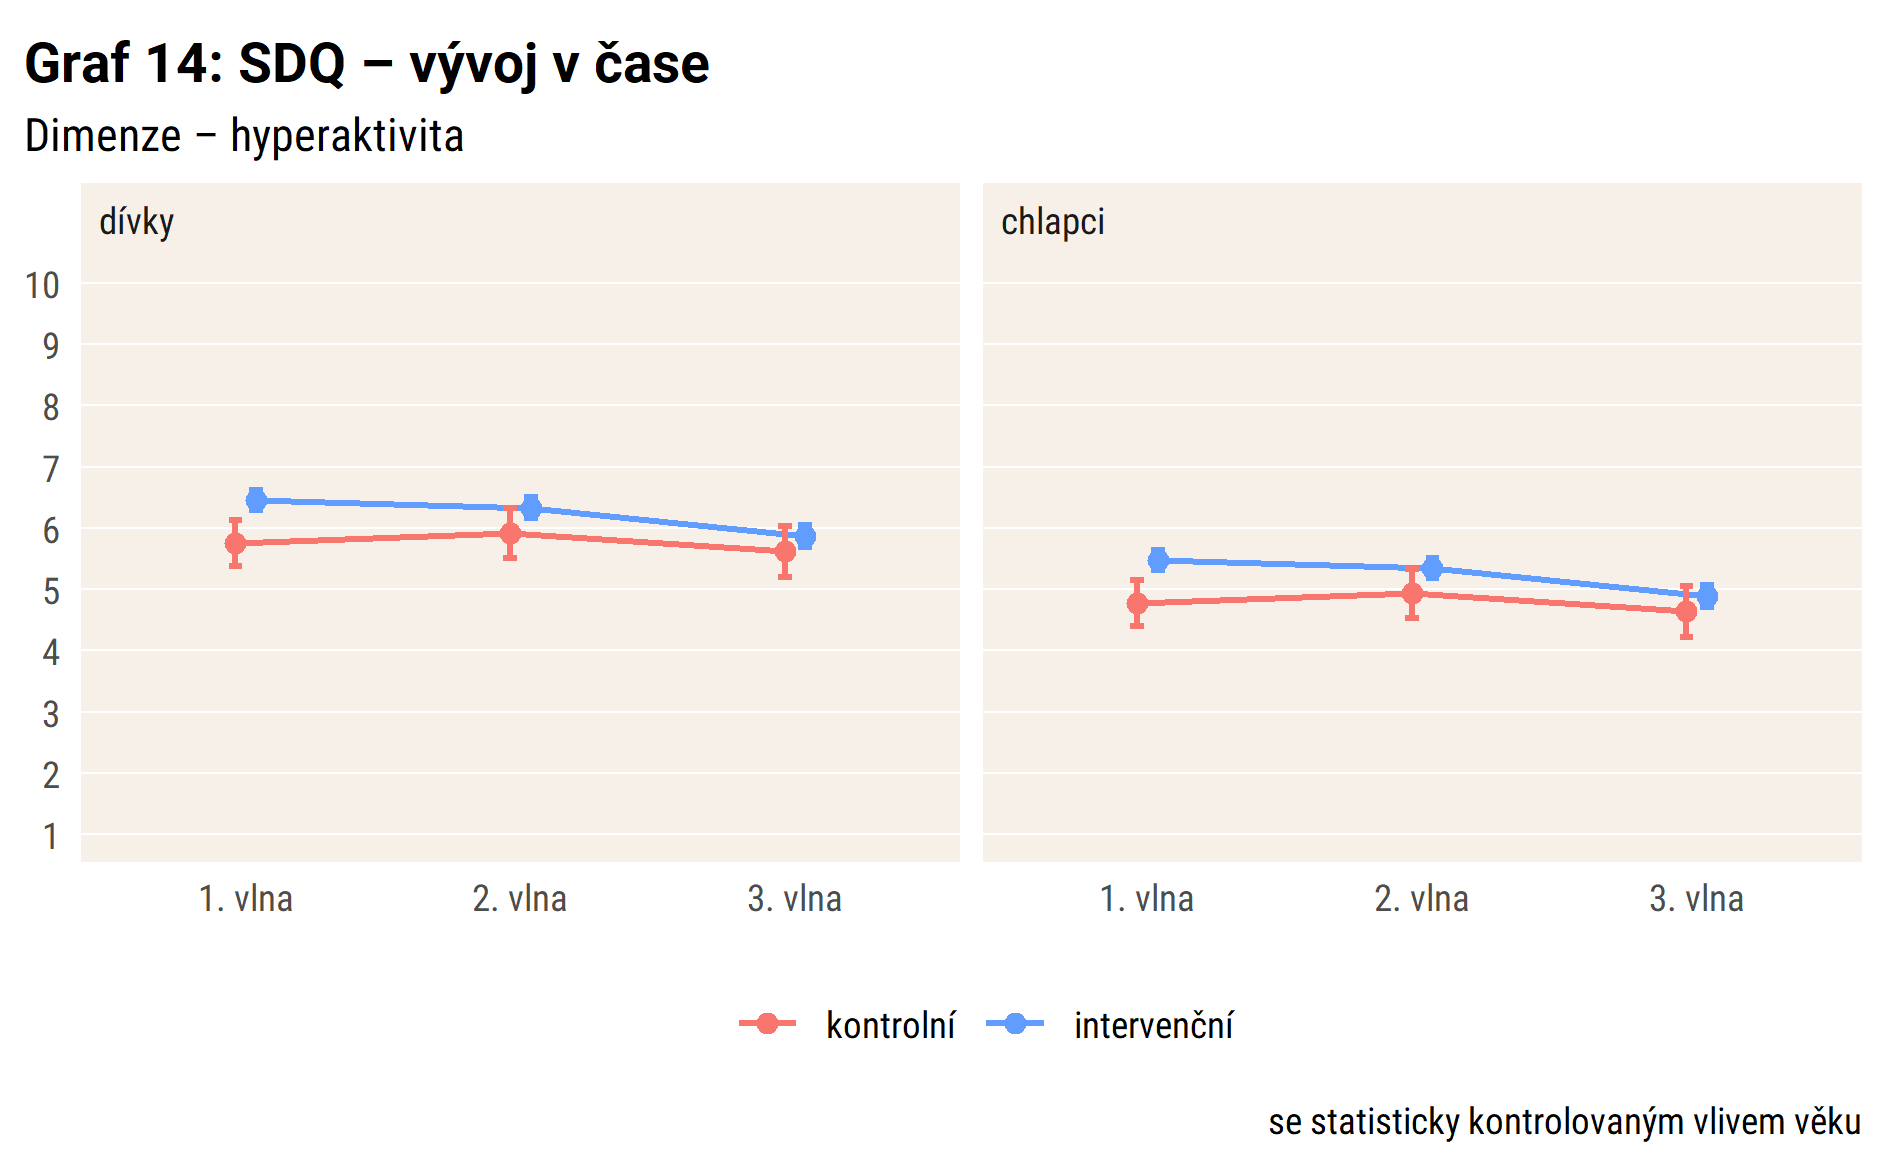 Graf 14: SDQ – vývoj v čase
Dimenze – hyperaktivita
dívky
chlapci
10
9
8
7
6
5
4
3
2
1
1. vlna
2. vlna
3. vlna
1. vlna
2. vlna
3. vlna
kontrolní
intervenční
se statisticky kontrolovaným vlivem věku